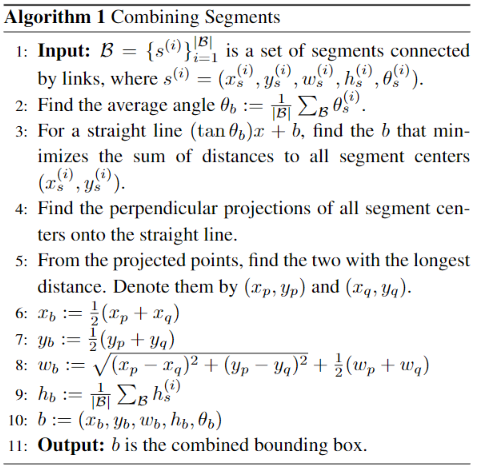 Algorithm 1 Combining Segments
1: Input: $\mathcal{B} = \{s^{(i)}\}_{i=1}^{|\mathcal{B}|}$ is a set of segments connected
by links, where $s^{(i)} = (x_s^{(i)}, y_s^{(i)}, w_s^{(i)}, h_s^{(i)}, \theta_s^{(i)})$.
2: Find the average angle $\theta_b := \frac{1}{|\mathcal{B}|} \sum_{\mathcal{B}} \theta_s^{(i)}$.
3: For a straight line $(\tan \theta_b)x + b$, find the $b$ that min-
imizes the sum of distances to all segment centers
$(x_s^{(i)}, y_s^{(i)})$.
4: Find the perpendicular projections of all segment cen-
ters onto the straight line.
5: From the projected points, find the two with the longest
distance. Denote them by $(x_p, y_p)$ and $(x_q, y_q)$.
6: $x_b := \frac{1}{2}(x_p + x_q)$
7: $y_b := \frac{1}{2}(y_p + y_q)$
8: $w_b := \sqrt{(x_p - x_q)^2 + (y_p - y_q)^2} + \frac{1}{2}(w_p + w_q)$
9: $h_b := \frac{1}{|\mathcal{B}|} \sum_{\mathcal{B}} h_s^{(i)}$
10: $b := (x_b, y_b, w_b, h_b, \theta_b)$
11: Output: $b$ is the combined bounding box.